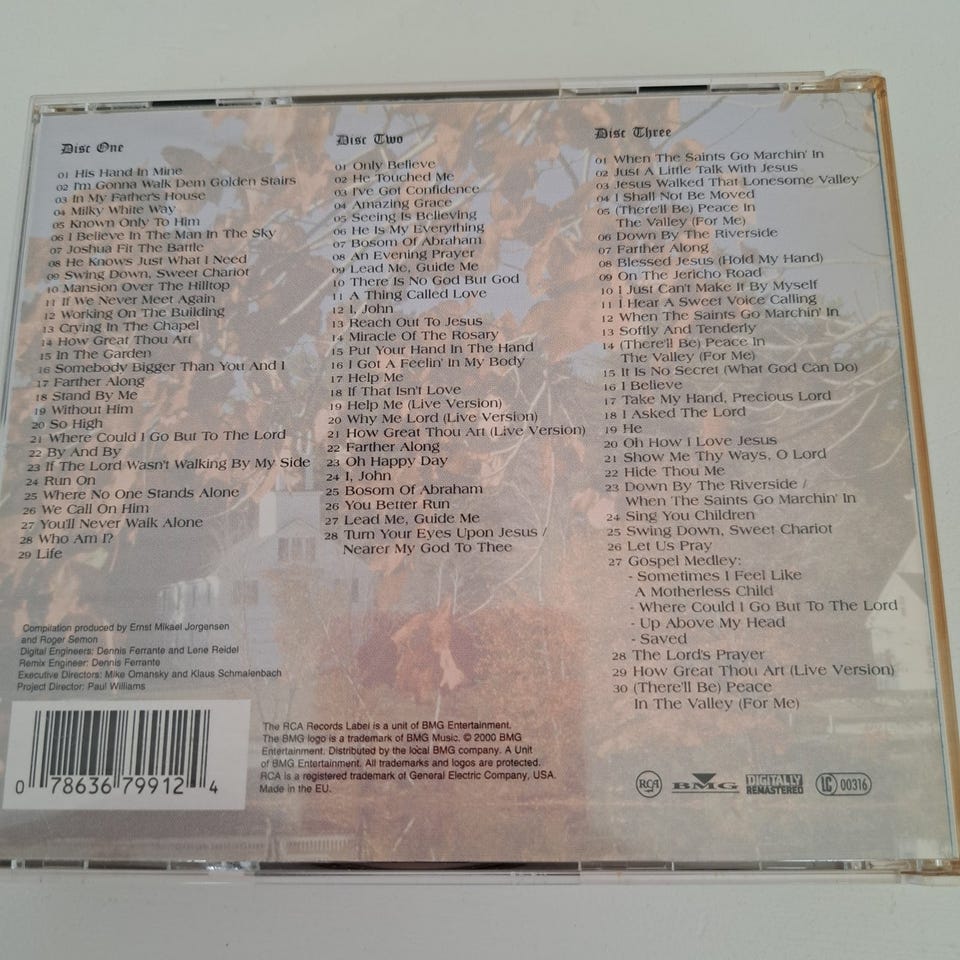 Disc One
01 His Hand In Mine
02 I'm Gonna Walk Dem Golden Stairs
03 In My Father's House
04 Milky White Way
05 Known Only To Him
06 I Believe In The Man In The Sky
07 Joshua Fit The Battle
08 He Knows Just What I Need
09 Swing Down, Sweet Chariot
10 Mansion Over The Hilltop
11 If We Never Meet Again
12 Working On The Building
13 Crying In The Chapel
14 How Great Thou Art
15 In The Garden
16 Somebody Bigger Than You And I
17 Farther Along
18 Stand By Me
19 Without Him
20 So High
21 Where Could I Go But To The Lord
22 By And By
23 If The Lord Wasn't Walking By My Side
24 Run On
25 Where No One Stands Alone
26 We Call On Him
27 You'll Never Walk Alone
28 Who Am I?
29 Life
Disc Two
01 Only Believe
02 He Touched Me
03 I've Got Confidence
04 Amazing Grace
05 Seeing Is Believing
06 He Is My Everything
07 Bosom Of Abraham
08 An Evening Prayer
09 Lead Me, Guide Me
10 There Is No God But God
11 A Thing Called Love
12 I, John
13 Reach Out To Jesus
14 Miracle Of The Rosary
15 Put Your Hand In The Hand
16 I Got A Feelin' In My Body
17 Help Me
18 If That Isn't Love
19 Help Me (Live Version)
20 Why Me Lord (Live Version)
21 How Great Thou Art (Live Version)
22 Farther Along
23 Oh Happy Day
24 I, John
25 Bosom Of Abraham
26 You Better Run
27 Lead Me, Guide Me
28 Turn Your Eyes Upon Jesus /
Nearer My God To Thee
Disc Three
01 When The Saints Go Marchin' In
02 Just A Little Talk With Jesus
03 Jesus Walked That Lonesome Valley
04 I Shall Not Be Moved
05 (There'll Be) Peace In
The Valley (For Me)
06 Down By The Riverside
07 Farther Along
08 Blessed Jesus (Hold My Hand)
09 On The Jericho Road
10 I Just Can't Make It By Myself
11 I Hear A Sweet Voice Calling
12 When The Saints Go Marchin' In
13 Softly And Tenderly
14 (There'll Be) Peace In
The Valley (For Me)
15 It Is No Secret (What God Can Do)
16 I Believe
17 Take My Hand, Precious Lord
18 I Asked The Lord
19 He
20 Oh How I Love Jesus
21 Show Me Thy Ways, O Lord
22 Hide Thou Me
23 Down By The Riverside /
When The Saints Go Marchin' In
24 Sing You Children
25 Swing Down, Sweet Chariot
26 Let Us Pray
27 Gospel Medley:
- Sometimes I Feel Like
A Motherless Child
- Where Could I Go But To The Lord
- Up Above My Head
- Saved
28 The Lord's Prayer
29 How Great Thou Art (Live Version)
30 (There'll Be) Peace
In The Valley (For Me)
Compilation produced by Ernst Mikael Jorgensen
and Roger Semon
Digital Engineers: Dennis Ferrante and Lene Reidel
Remix Engineer: Dennis Ferrante
Executive Directors: Mike Omansky and Klaus Schmalenbach
Project Director: Paul Williams
0 78636 79912 4
The RCA Records Label is a unit of BMG Entertainment.
The BMG logo is a trademark of BMG Music. © 2000 BMG
Entertainment. Distributed by the local BMG company. A Unit
of BMG Entertainment. All trademarks and logos are protected.
RCA is a registered trademark of General Electric Company, USA.
Made in the EU.
RCA
BMG
DIGITALLY
REMASTERED
LC 00316